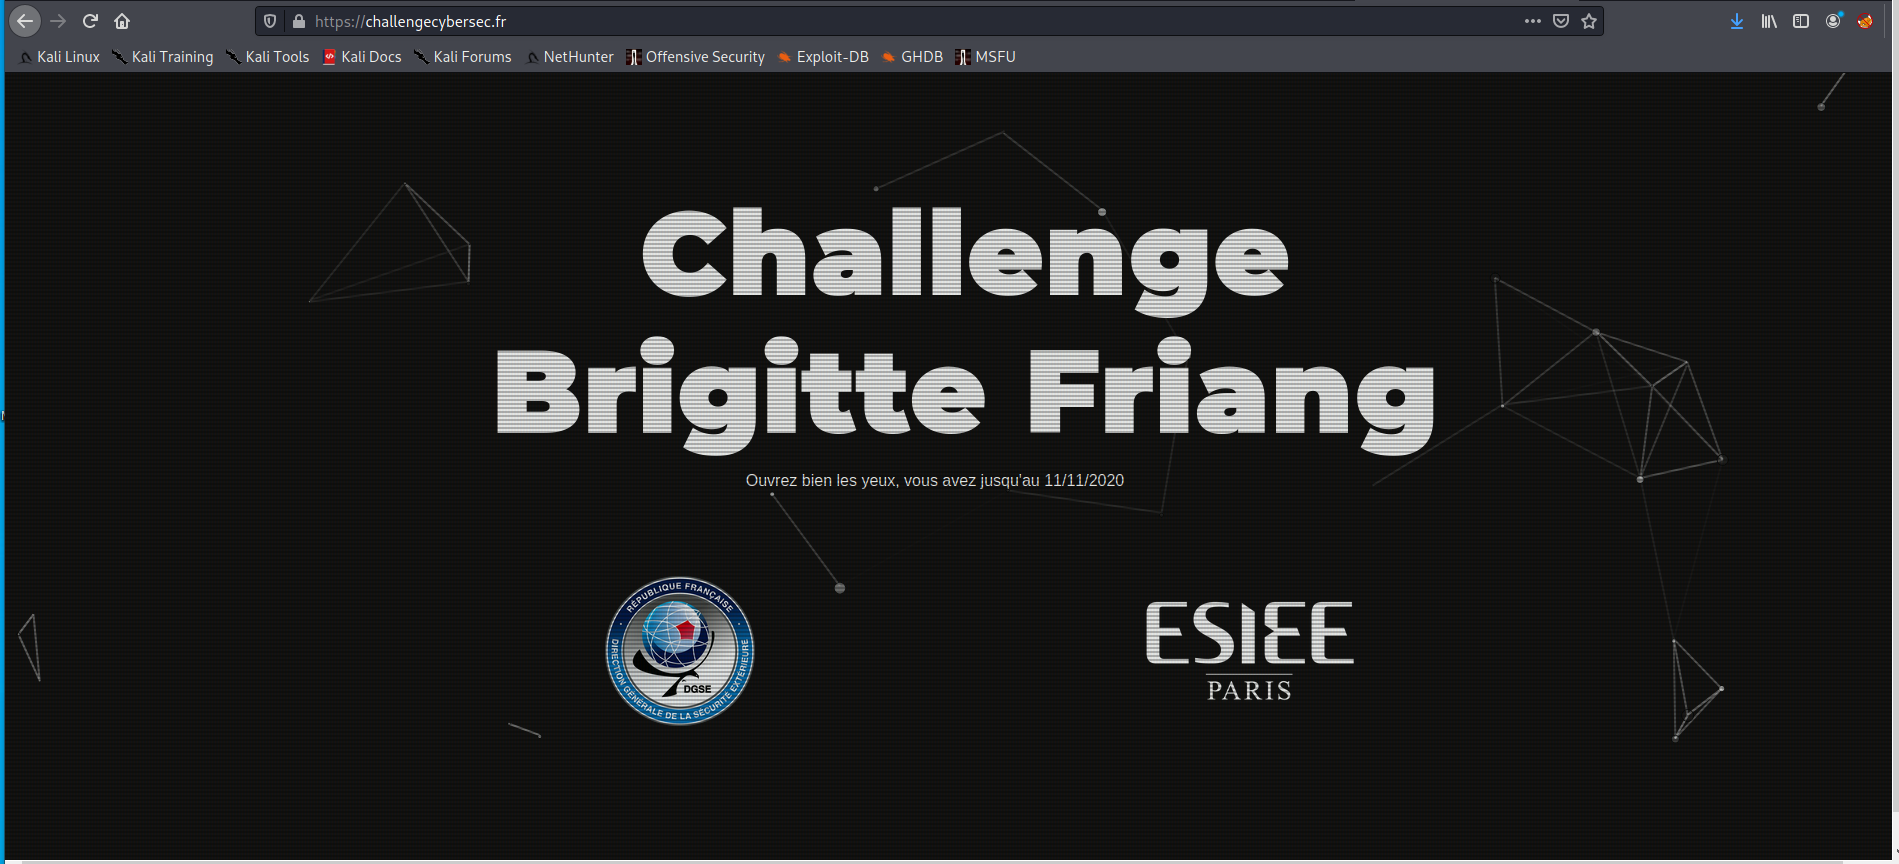 https://challengecybersec.fr
Kali Linux Kali Training Kali Tools Kali Docs Kali Forums NetHunter Offensive Security Exploit-DB GHDB MSFU
Challenge
Brigitte Friang
Ouvrez bien les yeux, vous avez jusqu'au 11/11/2020
RÉPUBLIQUE FRANÇAISE
DGSE
DIRECTION GÉNÉRALE DE LA SÉCURITÉ EXTÉRIEURE
ESIEE
PARIS